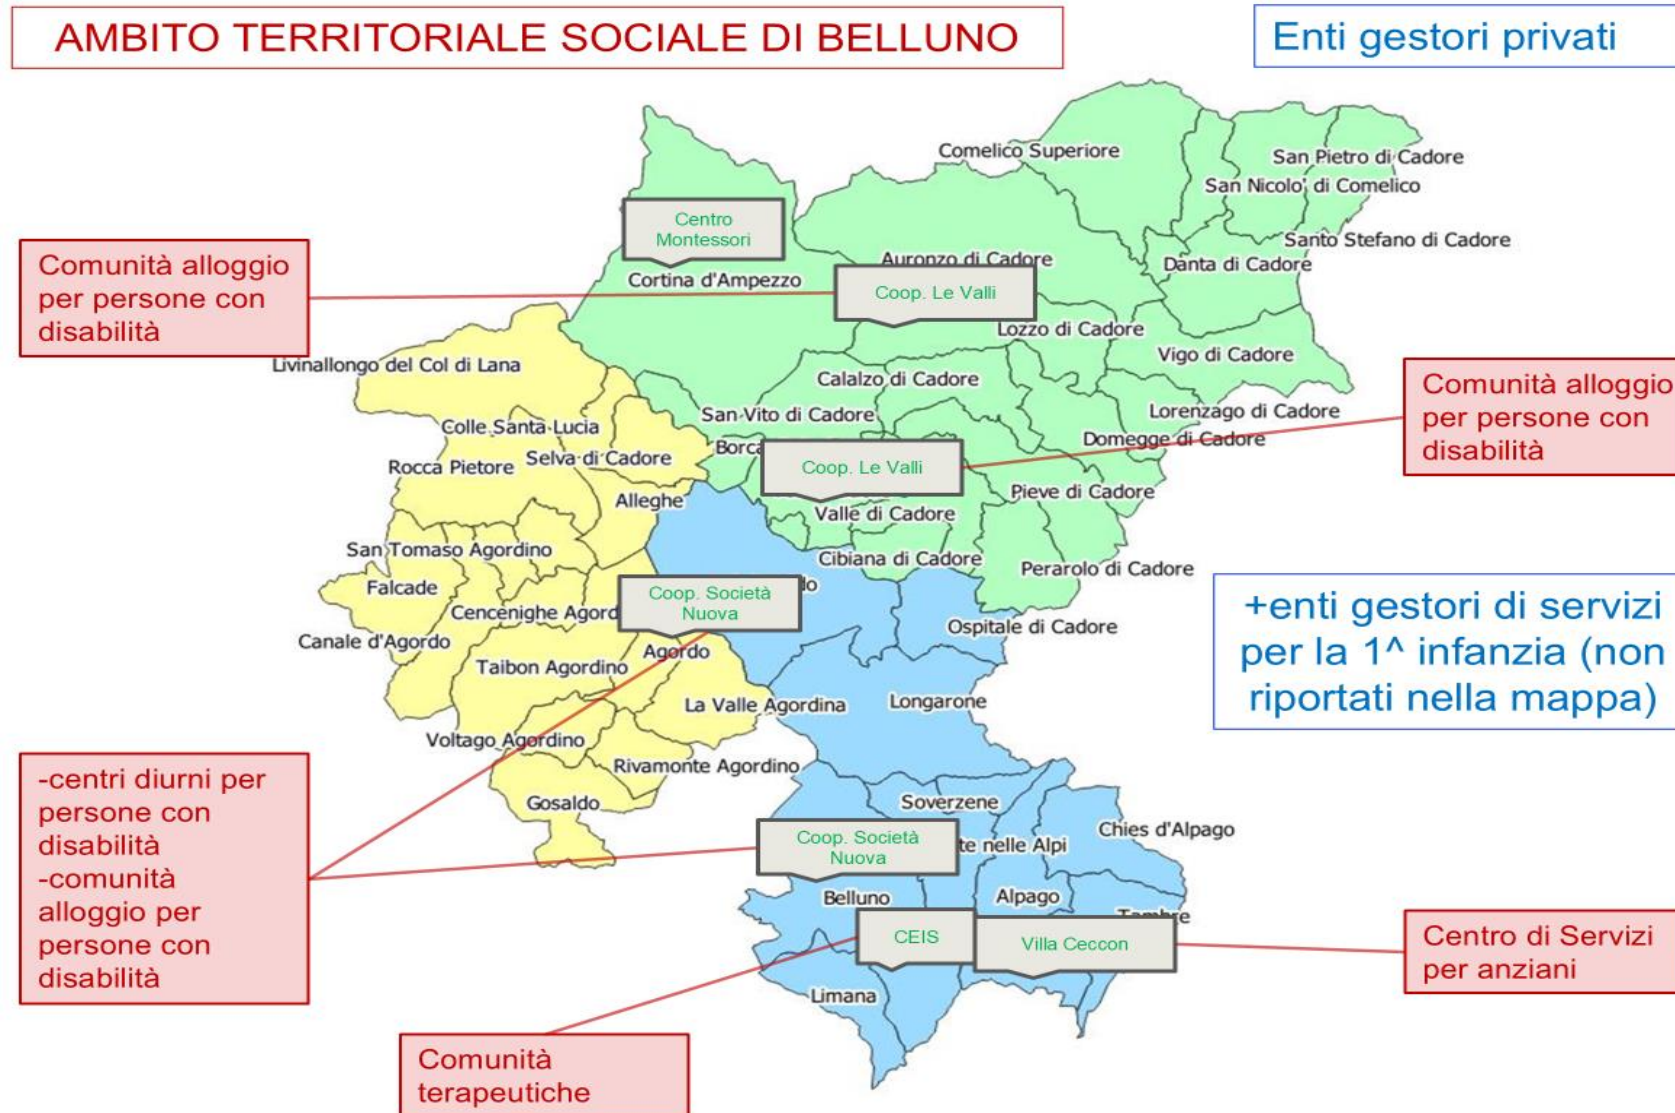 AMBITO TERRITORIALE SOCIALE DI BELLUNO
Enti gestori privati
Comelico Superiore
San Pietro di Cadore
San Nicolo' di Comelico
Centro
Montessori
Santo Stefano di Cadore
Danta di Cadore
Auronzo di Cadore
Cortina d'Ampezzo
Coop. Le Valli
Comunità alloggio
per persone con
disabilità
Lozzo di Cadore
Vigo di Cadore
Livinallongo del Col di Lana
Calalzo di Cadore
Comunità alloggio
per persone con
disabilità
San Vito di Cadore
Lorenzago di Cadore
Colle Santa Lucia
Domegge di Cadore
Borca
Selva di Cadore
Rocca Pietore
Coop. Le Valli
Alleghe
Pieve di Cadore
Valle di Cadore
San Tomaso Agordino
Cibiana di Cadore
Perarolo di Cadore
Falcade
Coop. Società
Nuova
Cencenighe Agord
Ospitale di Cadore
+enti gestori di servizi
per la 1^ infanzia (non
riportati nella mappa)
Canale d'Agordo
Agordo
Taibon Agordino
La Valle Agordina
Longarone
Voltago Agordino
Rivamonte Agordino
Gosaldo
-centri diurni per
persone con
disabilità
-comunità
alloggio per
persone con
disabilità
Soverzene
Chies d'Alpago
Coop. Società
Nuova
te nelle Alpi
Belluno
Alpago
Tambre
CEIS
Villa Ceccon
Centro di Servizi
per anziani
Limana
Comunità
terapeutiche